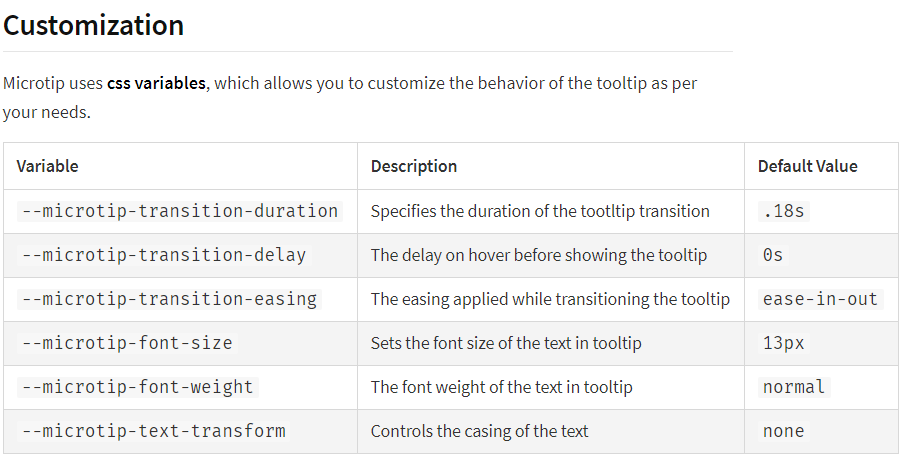 Customization
Microtip uses css variables, which allows you to customize the behavior of the tooltip as per
your needs.
Variable Description Default Value
--microtip-transition-duration Specifies the duration of the tootltip transition .18s
--microtip-transition-delay The delay on hover before showing the tooltip 0s
--microtip-transition-easing The easing applied while transitioning the tooltip ease-in-out
--microtip-font-size Sets the font size of the text in tooltip 13px
--microtip-font-weight The font weight of the text in tooltip normal
--microtip-text-transform Controls the casing of the text none